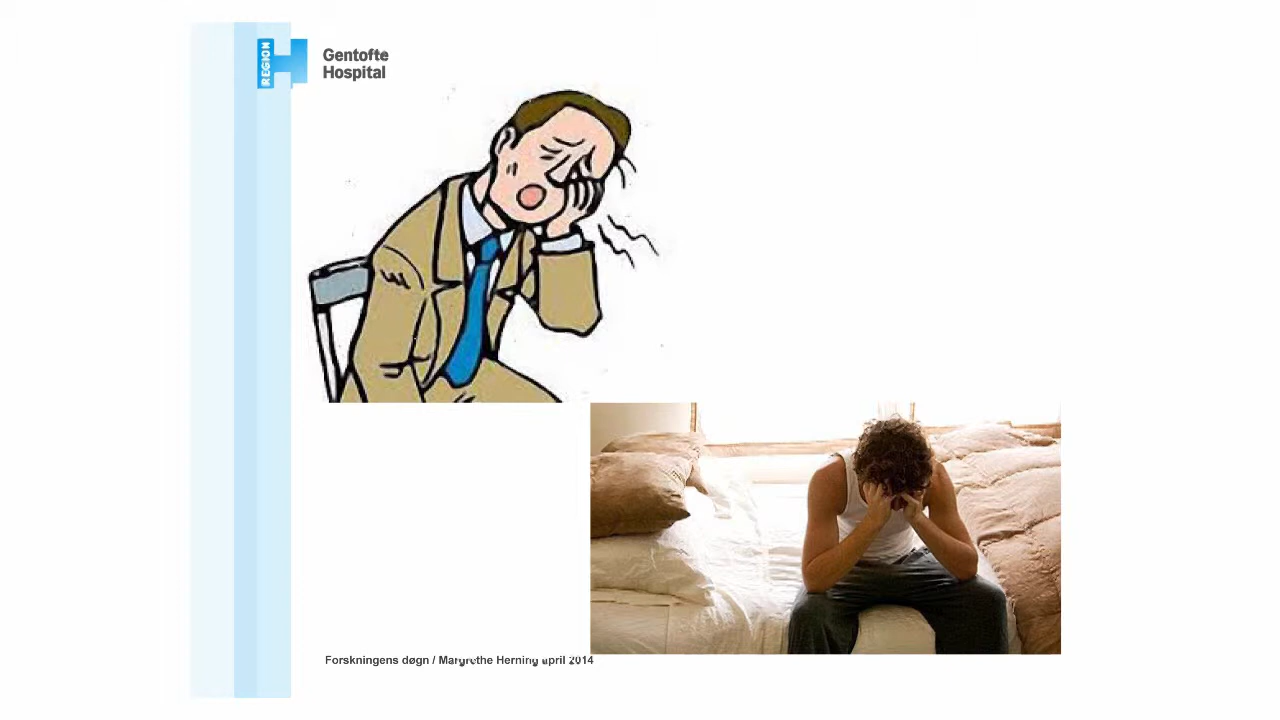 REGION
Gentofte
Hospital
Forskningens døgn / Margrethe Herning april 2014